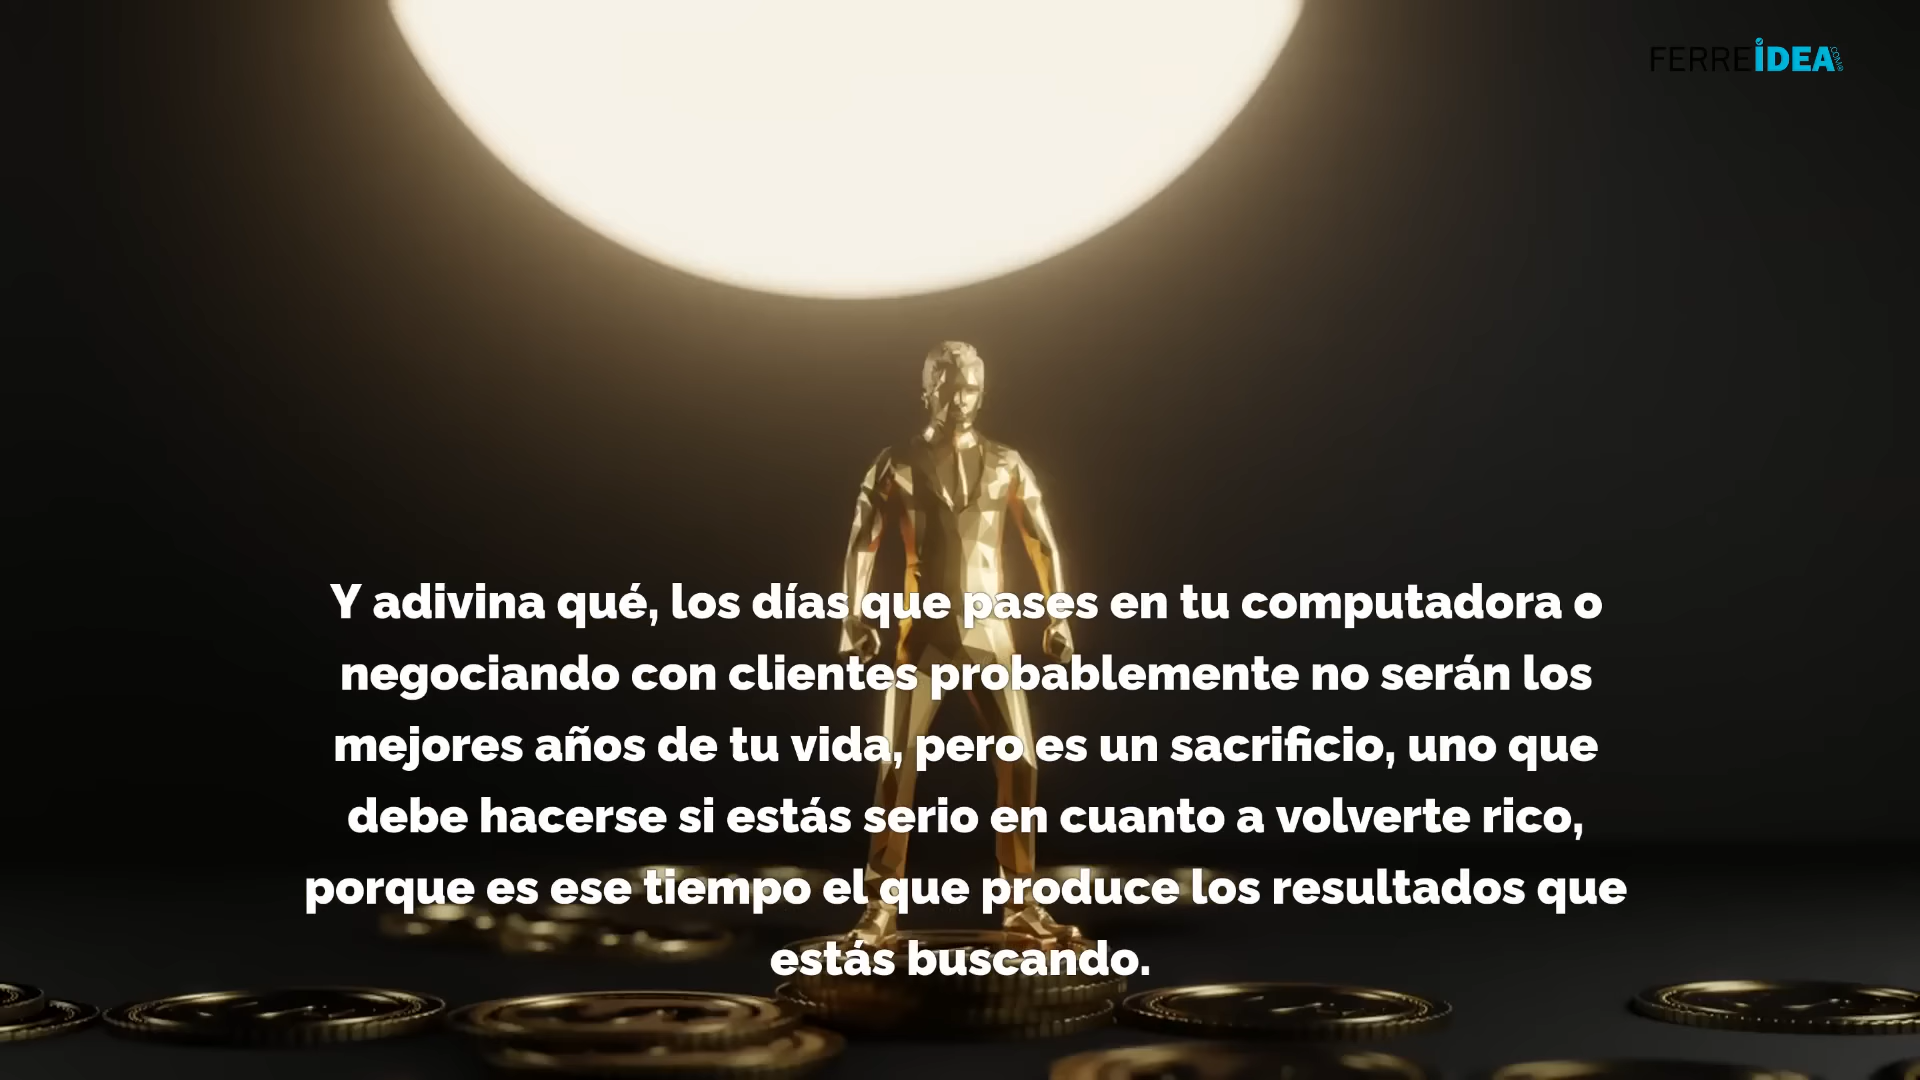 FERREIDEA.COM®
Y adivina qué, los días que pases en tu computadora o
negociando con clientes probablemente no serán los
mejores años de tu vida, pero es un sacrificio, uno que
debe hacerse si estás serio en cuanto a volverte rico,
porque es ese tiempo el que produce los resultados que
estás buscando.